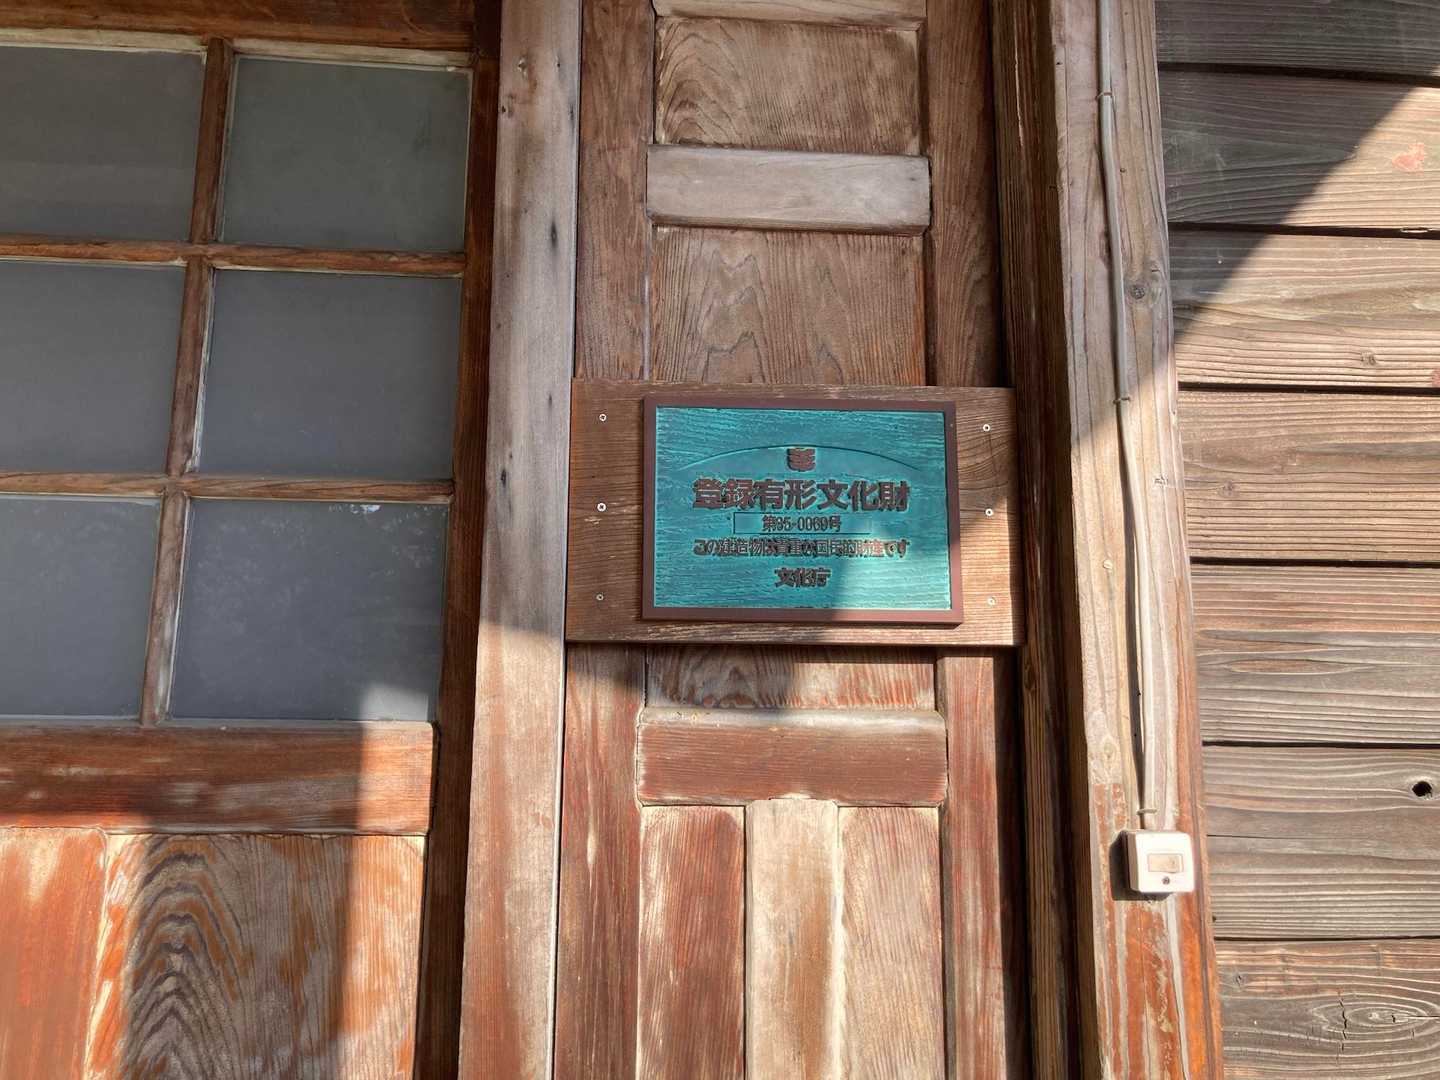 登録有形文化財
第35-0069号
この建造物は貴重な国民的財産です
文化庁